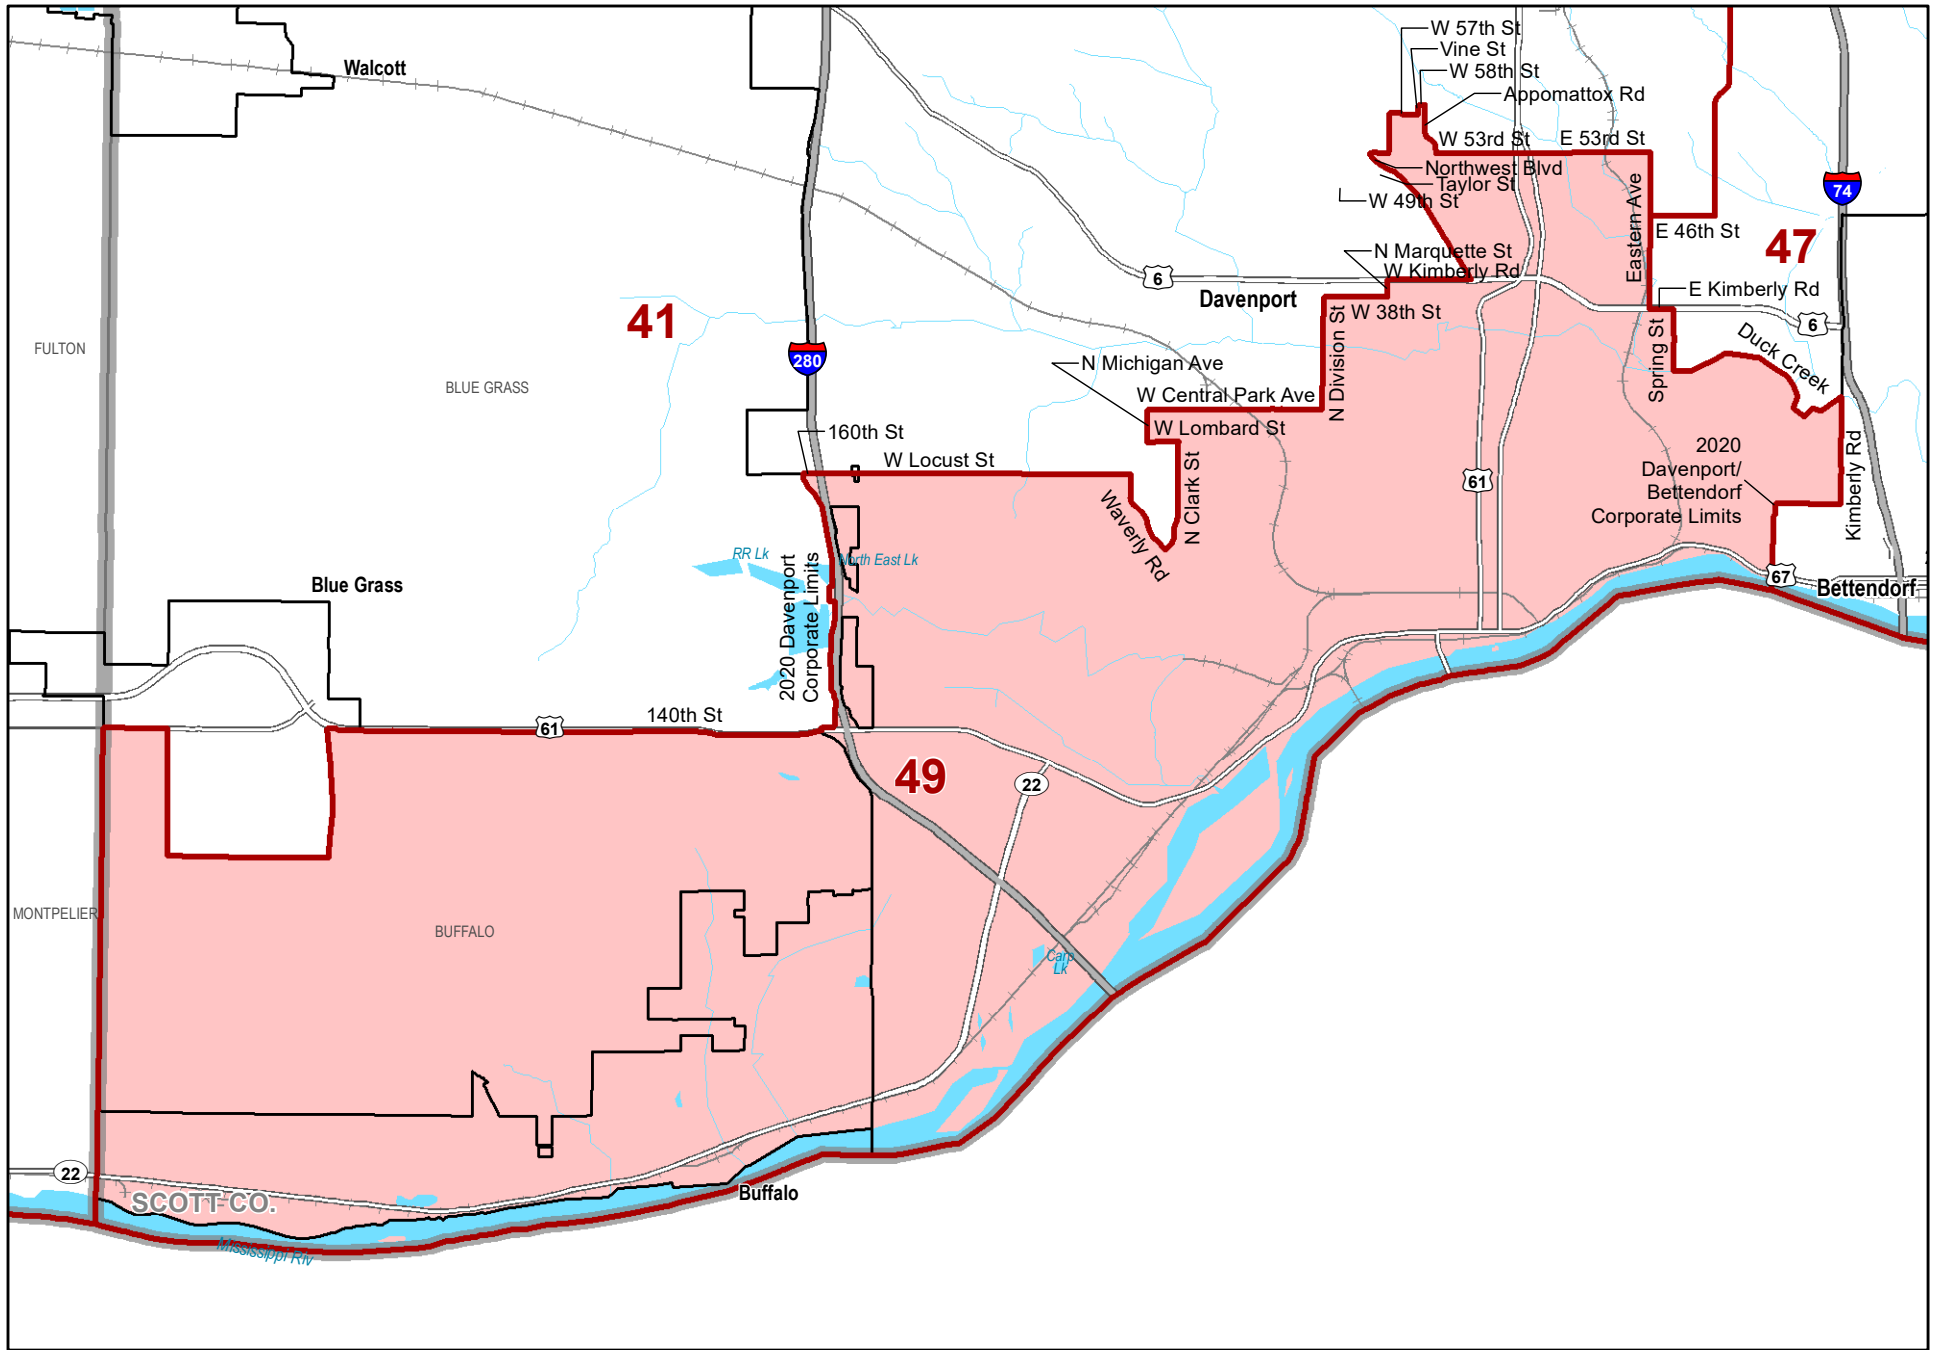 W 57th St
Vine St
W 58th St
Appomattox Rd
W 53rd St
E 53rd St
Northwest Blvd
Taylor St
W 49th St
Walcott
74
Eastern Ave
E 46th St
47
N Marquette St
W Kimberly Rd
6
Davenport
W 38th St
E Kimberly Rd
6
Duck Creek
41
FULTON
280
BLUE GRASS
N Michigan Ave
N Division St
Spring St
W Central Park Ave
W Lombard St
160th St
W Locust St
N Clark St
Waverly Rd
61
2020
Davenport/
Bettendorf
Corporate Limits
Kimberly Rd
RR Lk
North East Lk
2020 Davenport
Corporate Limits
Blue Grass
67
Bettendorf
61
140th St
49
22
MONTPELIER
BUFFALO
Carp
Lk
22
SCOTT CO.
Buffalo
Mississippi Riv